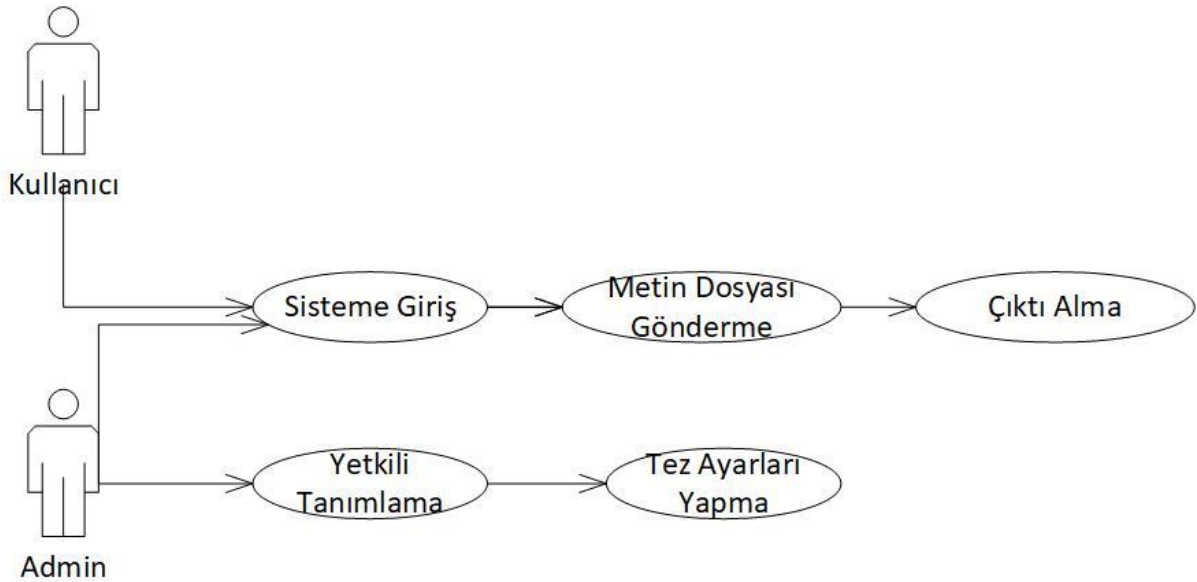 Kullanıcı
Sisteme Giriş
Metin Dosyası
Gönderme
Çıktı Alma
Yetkili
Tanımlama
Tez Ayarları
Yapma
Admin